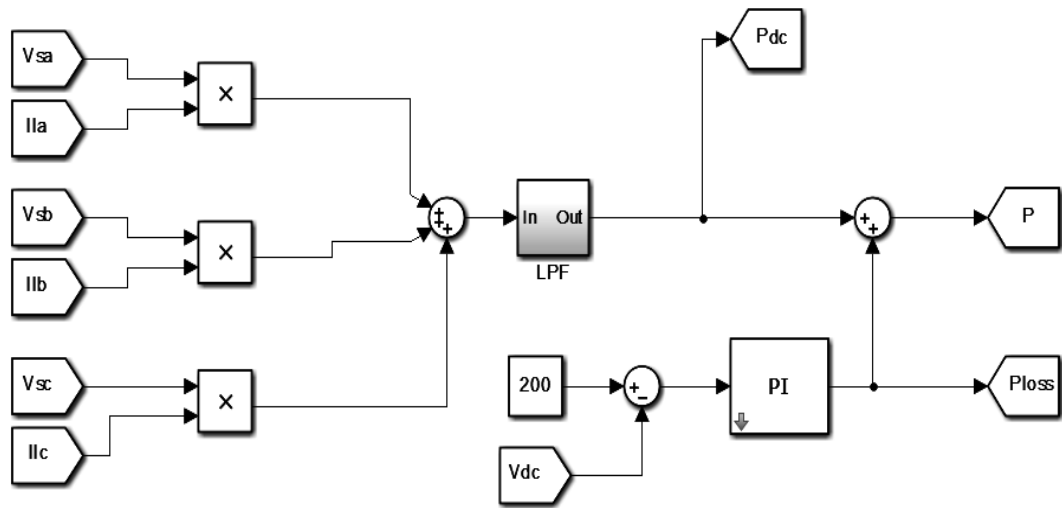 Vsa
Ila
×
Vsb
Ilb
×
Vsc
Ilc
×
In Out
LPF
Pdc
P
200
PI
Ploss
Vdc